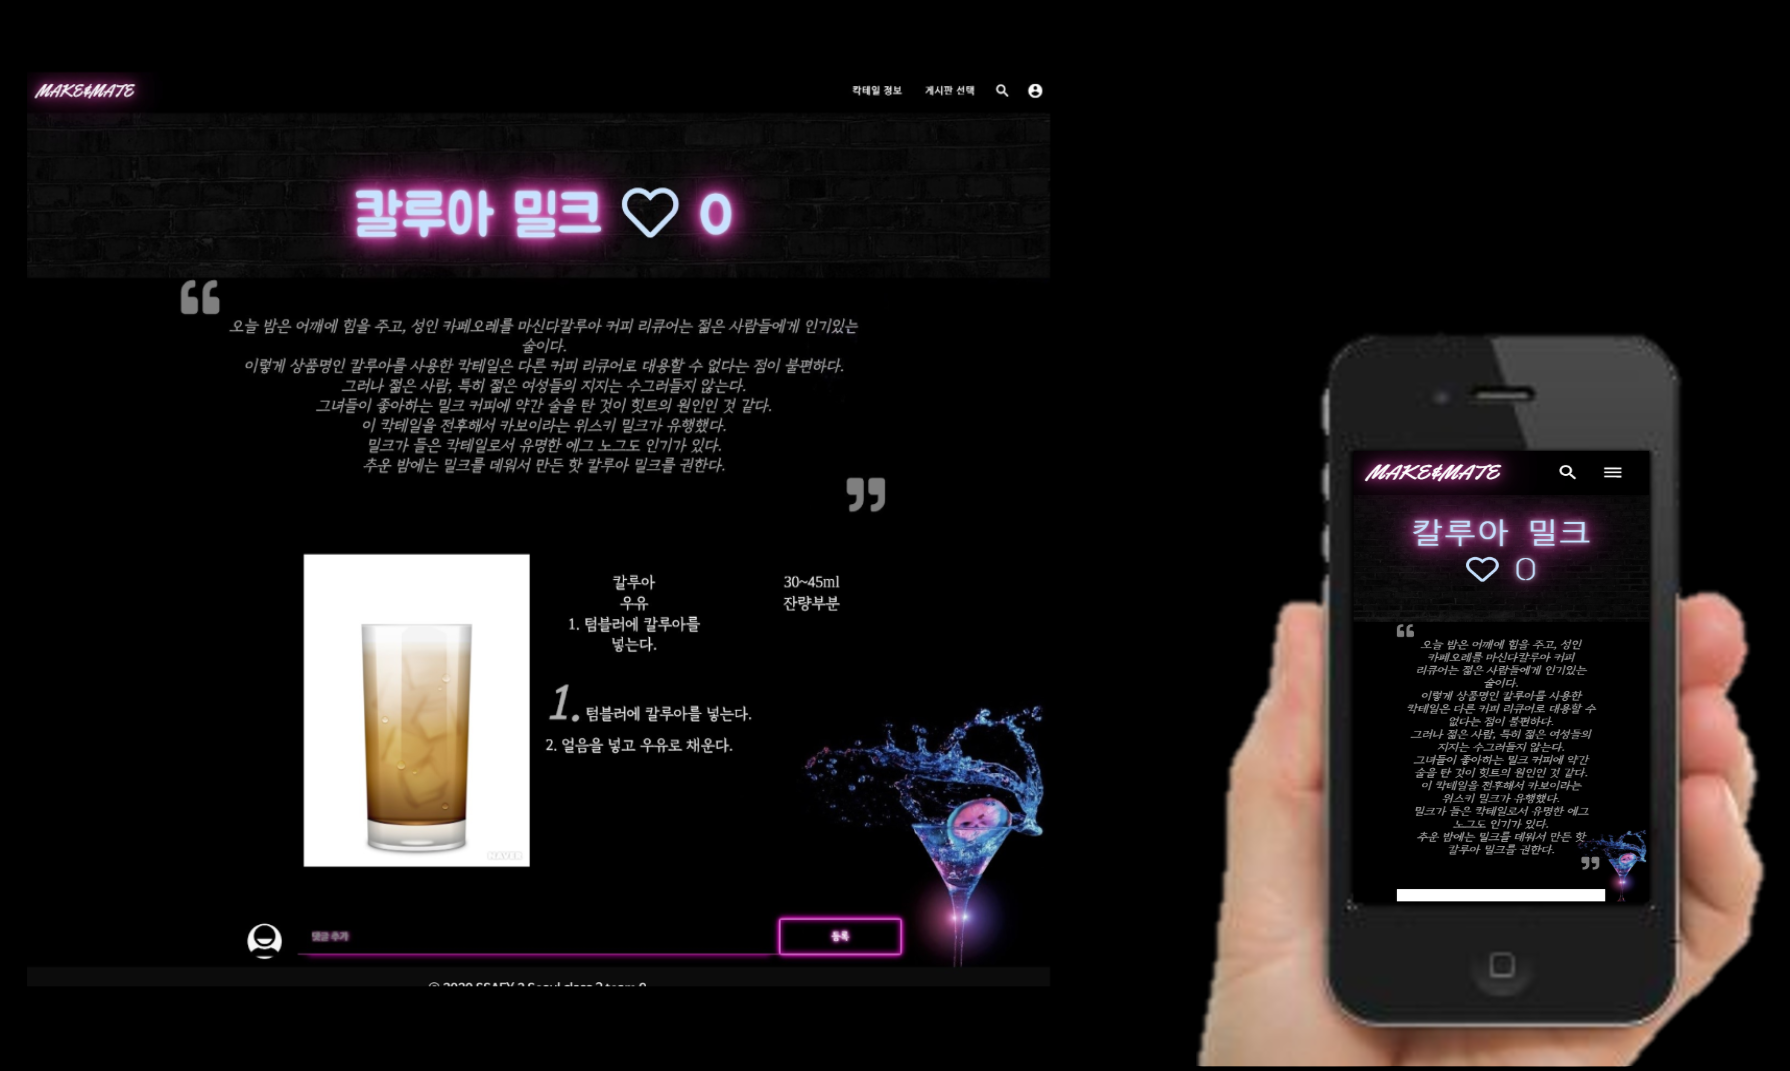 MAKE&MATE
칵테일 정보 게시판 선택
칼루아 밀크 ♡ 0
❝
오늘 밤은 어깨에 힘을 주고, 성인 카페오레를 마신다칼루아 커피 리큐어는 젊은 사람들에게 인기있는
술이다.
이렇게 상품명인 칼루아를 사용한 칵테일은 다른 커피 리큐어로 대용할 수 없다는 점이 불편하다.
그러나 젊은 사람, 특히 젊은 여성들의 지지는 수그러들지 않는다.
그녀들이 좋아하는 밀크 커피에 약간 술을 탄 것이 힛트의 원인인 것 같다.
이 칵테일을 전후해서 카보이라는 위스키 밀크가 유행했다.
밀크가 들은 칵테일로서 유명한 에그 노그도 인기가 있다.
추운 밤에는 밀크를 데워서 만든 핫 칼루아 밀크를 권한다.
❞
칼루아 30~45ml
우유 잔량부분
1. 텀블러에 칼루아를
넣는다.
1. 텀블러에 칼루아를 넣는다.
2. 얼음을 넣고 우유로 채운다.
NAVER
댓글 추가
등록
© 2020 SSAFY 3 Seoul class 2 team 9
MAKE&MATE
칼루아 밀크
♡ 0
❝
오늘 밤은 어깨에 힘을 주고, 성인
카페오레를 마신다칼루아 커피
리큐어는 젊은 사람들에게 인기있는
술이다.
이렇게 상품명인 칼루아를 사용한
칵테일은 다른 커피 리큐어로 대용할 수
없다는 점이 불편하다.
그러나 젊은 사람, 특히 젊은 여성들의
지지는 수그러들지 않는다.
그녀들이 좋아하는 밀크 커피에 약간
술을 탄 것이 힛트의 원인인 것 같다.
이 칵테일을 전후해서 카보이라는
위스키 밀크가 유행했다.
밀크가 들은 칵테일로서 유명한 에그
노그도 인기가 있다.
추운 밤에는 밀크를 데워서 만든 핫
칼루아 밀크를 권한다.
❞